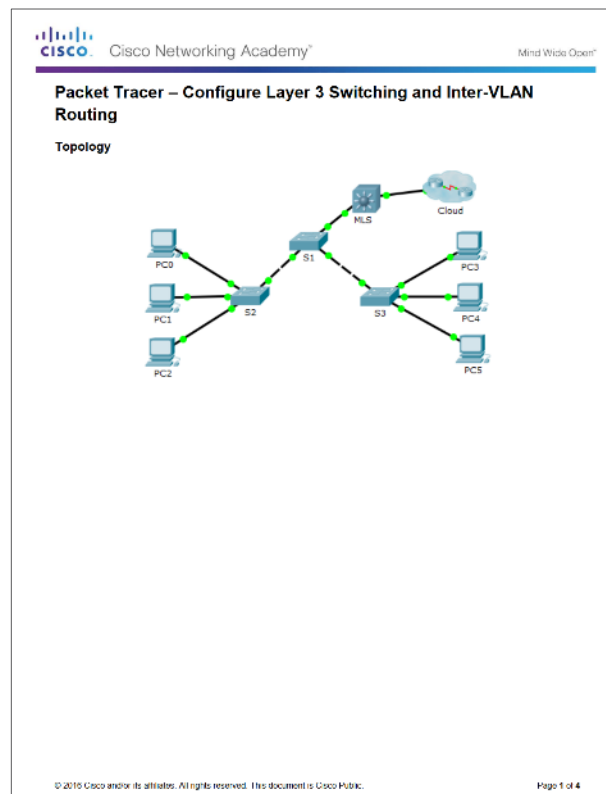 CISCO. Cisco Networking Academy® Mind Wide Open®
Packet Tracer – Configure Layer 3 Switching and Inter-VLAN
Routing
Topology
MLS
Cloud
S1
PC0
PC3
PC1
S2
S3
PC4
PC2
PC5
© 2016 Cisco and/or its affiliates. All rights reserved. This document is Cisco Public. Page 1 of 4